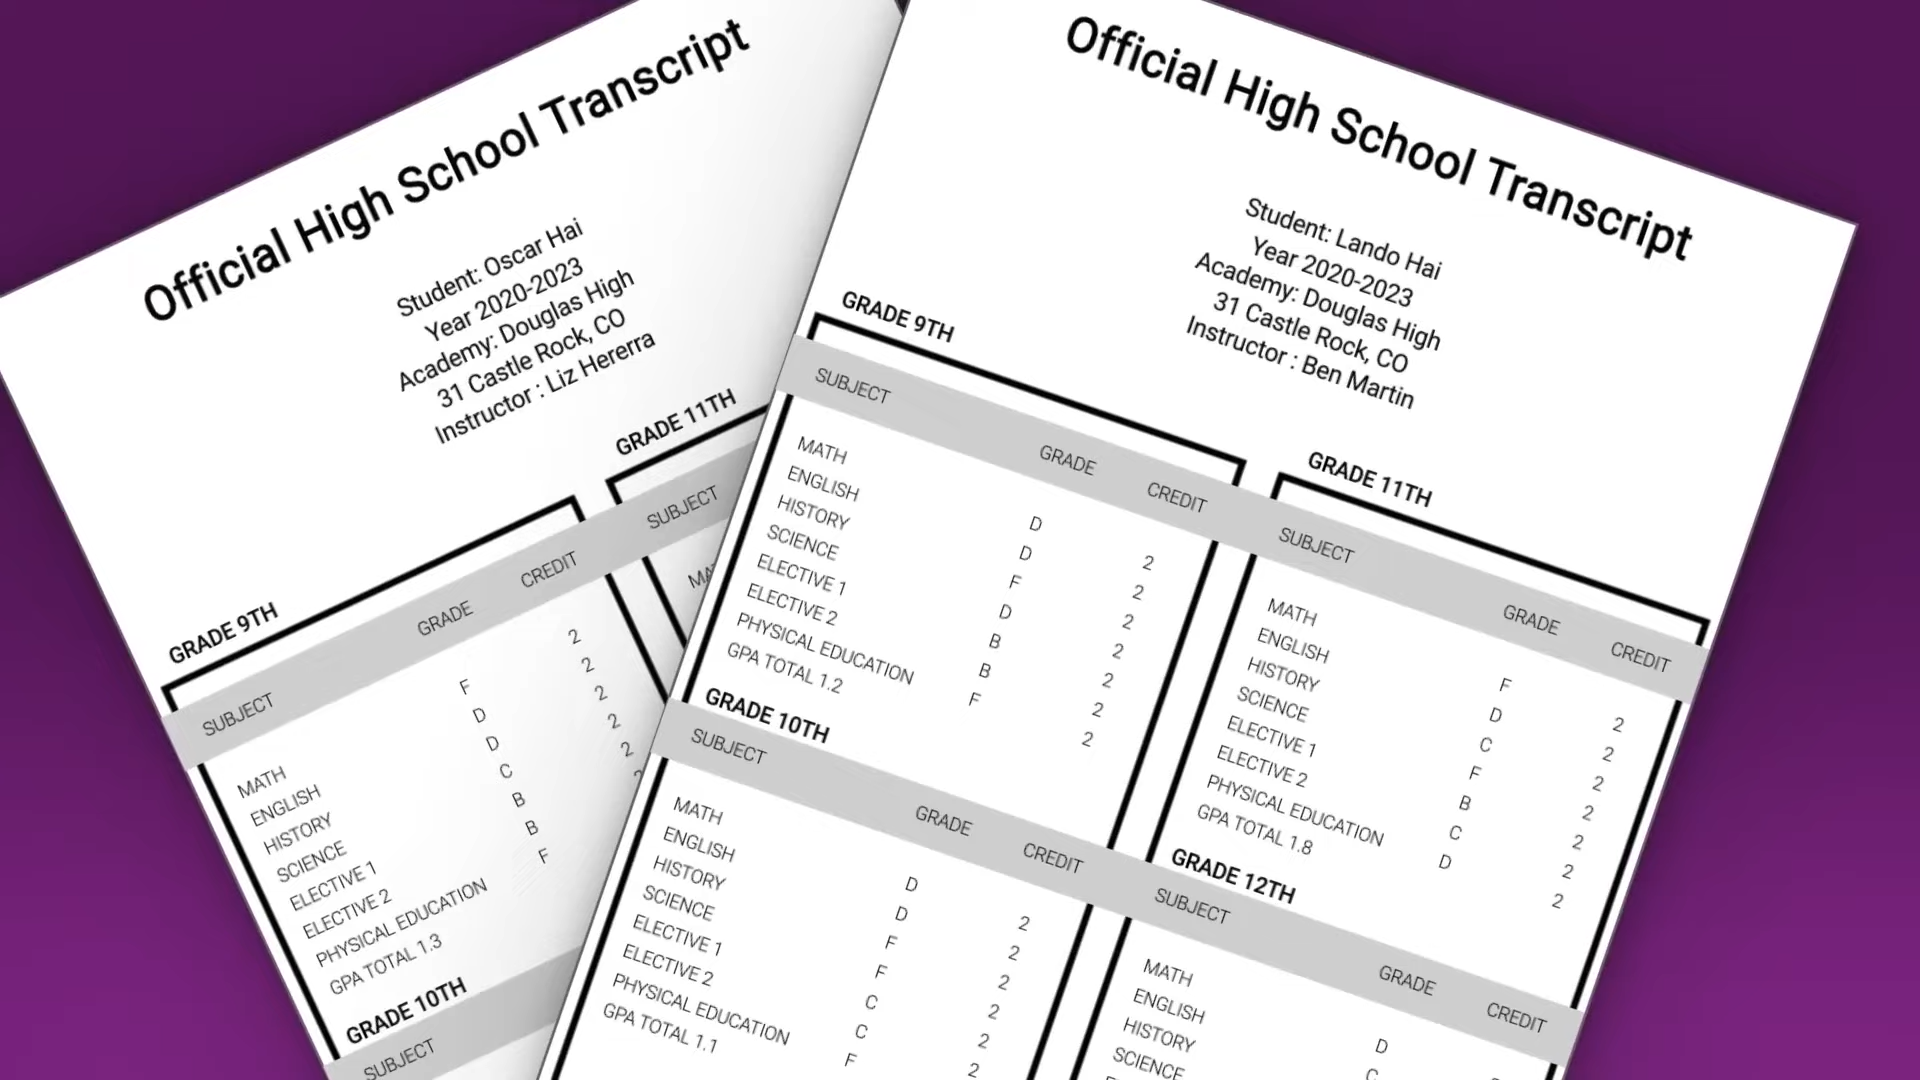 Official High School Transcript
Student: Oscar Hai
Year 2020-2023
Academy: Douglas High
31 Castle Rock, CO
Instructor : Liz Hererra
GRADE 9TH
SUBJECT GRADE CREDIT
MATH F 2
ENGLISH D 2
HISTORY D 2
SCIENCE C 2
ELECTIVE 1 B 2
ELECTIVE 2 B 2
PHYSICAL EDUCATION F
GPA TOTAL 1.3
GRADE 10TH
SUBJECT
GRADE 11TH
SUBJECT
Official High School Transcript
Student: Lando Hai
Year 2020-2023
Academy: Douglas High
31 Castle Rock, CO
Instructor : Ben Martin
GRADE 9TH
SUBJECT GRADE CREDIT
MATH D 2
ENGLISH D 2
HISTORY F 2
SCIENCE D 2
ELECTIVE 1 B 2
ELECTIVE 2 B 2
PHYSICAL EDUCATION F 2
GPA TOTAL 1.2
GRADE 10TH
SUBJECT GRADE CREDIT
MATH D 2
ENGLISH D 2
HISTORY F 2
SCIENCE F 2
ELECTIVE 1 C 2
ELECTIVE 2 C 2
PHYSICAL EDUCATION F
GPA TOTAL 1.1
GRADE 11TH
SUBJECT GRADE CREDIT
MATH F 2
ENGLISH D 2
HISTORY C 2
SCIENCE F 2
ELECTIVE 1 B 2
ELECTIVE 2 C 2
PHYSICAL EDUCATION D 2
GPA TOTAL 1.8
GRADE 12TH
SUBJECT GRADE CREDIT
MATH D
ENGLISH C
HISTORY
SCIENCE